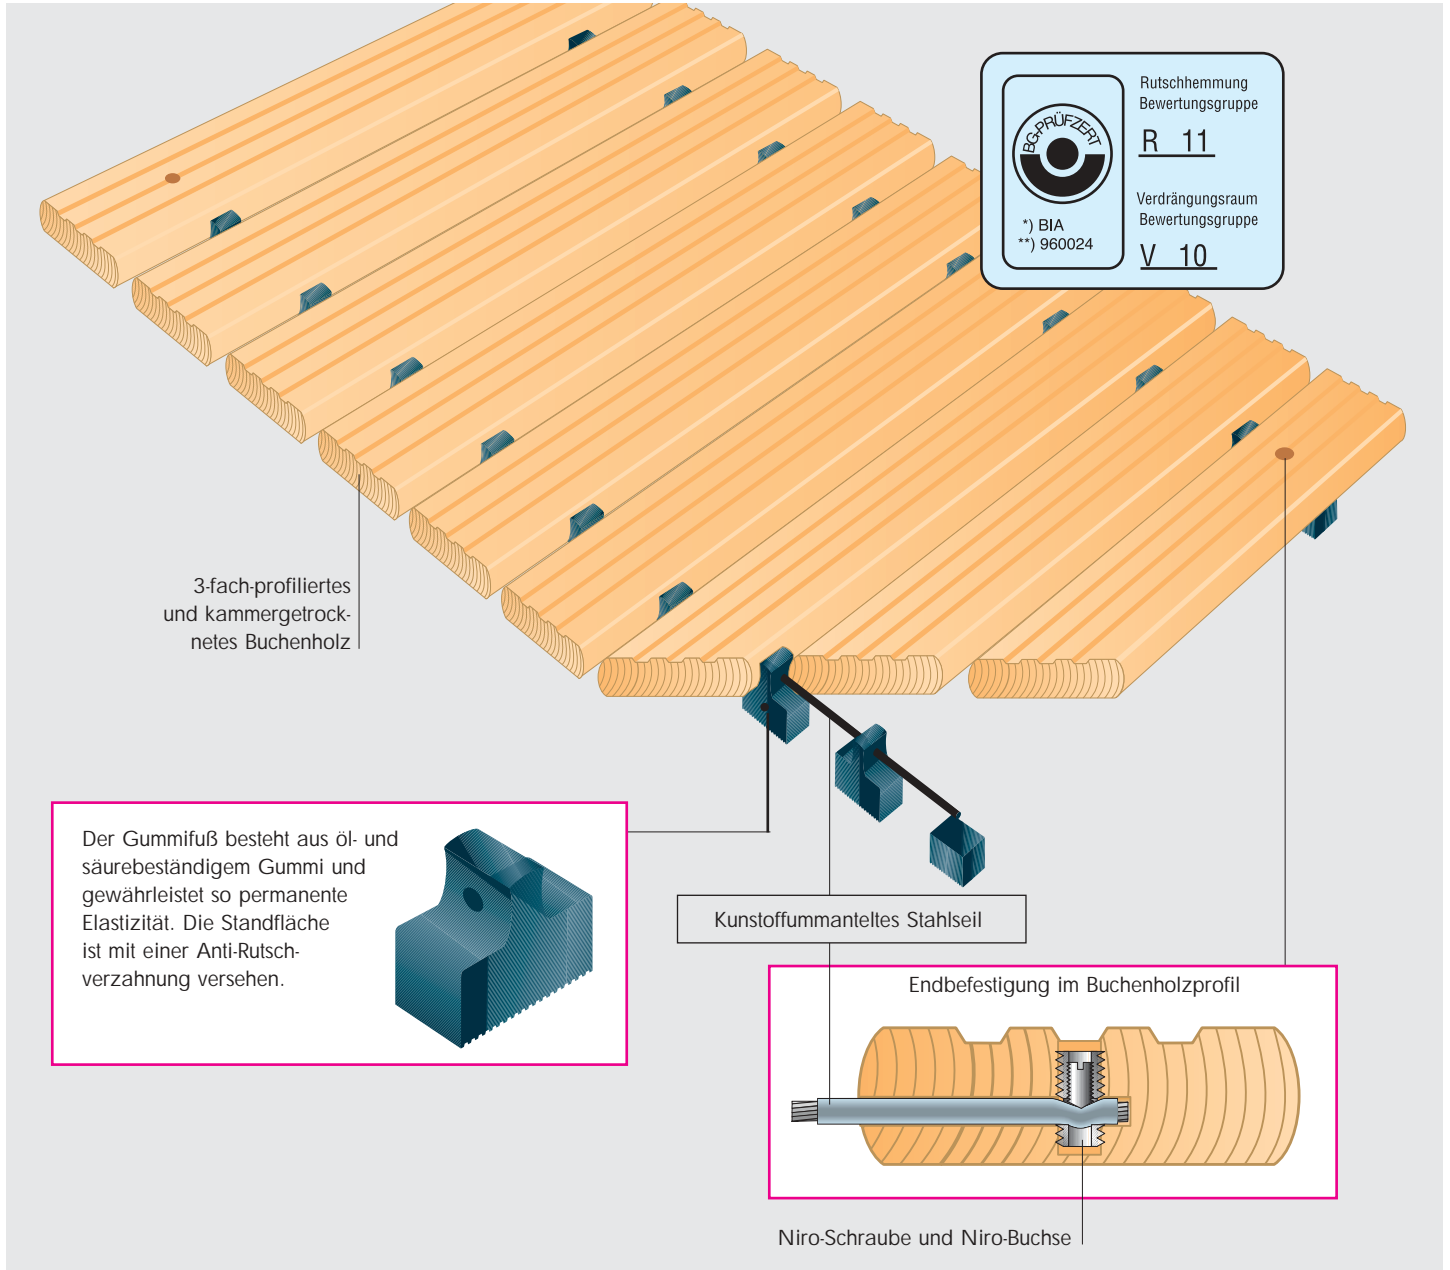 Rutschhemmung
Bewertungsgruppe
R 11
BG-PRÜFZERT
Verdrängungsraum
Bewertungsgruppe
*) BIA
**) 960024
V 10
3-fach-profiliertes
und kammergetrock-
netes Buchenholz
Der Gummifuß besteht aus öl- und
säurebeständigem Gummi und
gewährleistet so permanente
Elastizität. Die Standfläche
ist mit einer Anti-Rutsch-
verzahnung versehen.
Kunstoffummanteltes Stahlseil
Endbefestigung im Buchenholzprofil
Niro-Schraube und Niro-Buchse